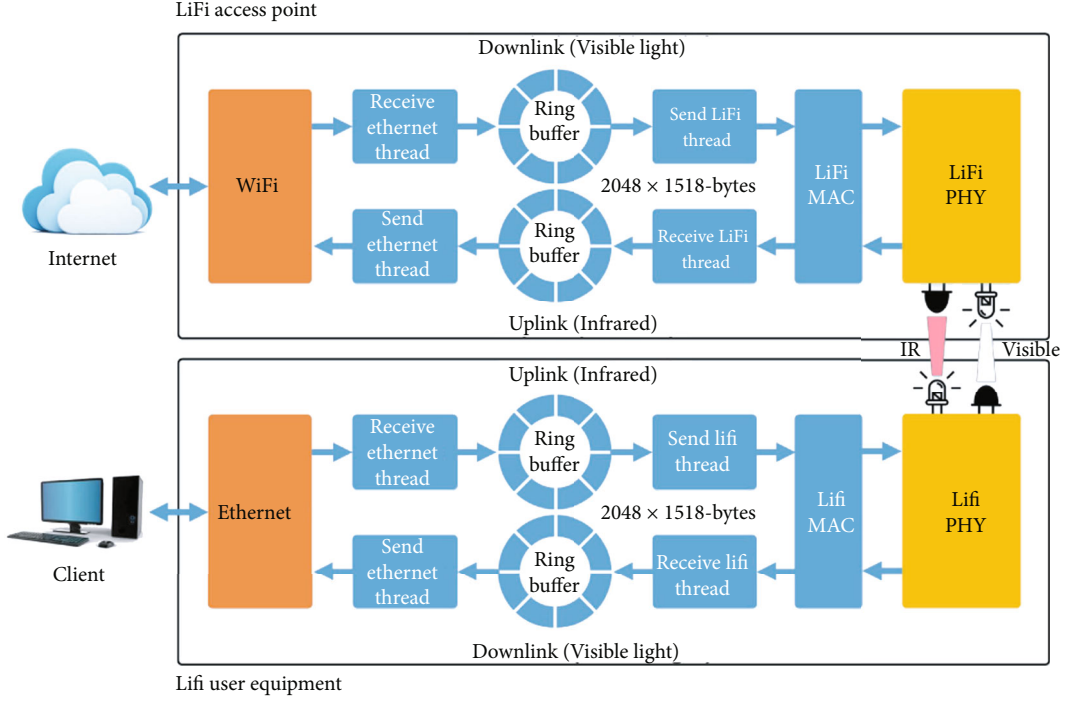 LiFi access point
Downlink (Visible light)
Receive
ethernet
thread
Ring
buffer
Send LiFi
thread
WiFi
2048 × 1518-bytes
LiFi
MAC
LiFi
PHY
Internet
Send
ethernet
thread
Ring
buffer
Receive LiFi
thread
Uplink (Infrared)
IR
Visible
Uplink (Infrared)
Receive
ethernet
thread
Ring
buffer
Send lifi
thread
Ethernet
2048 × 1518-bytes
Lifi
MAC
Lifi
PHY
Client
Send
ethernet
thread
Ring
buffer
Receive lifi
thread
Downlink (Visible light)
Lifi user equipment